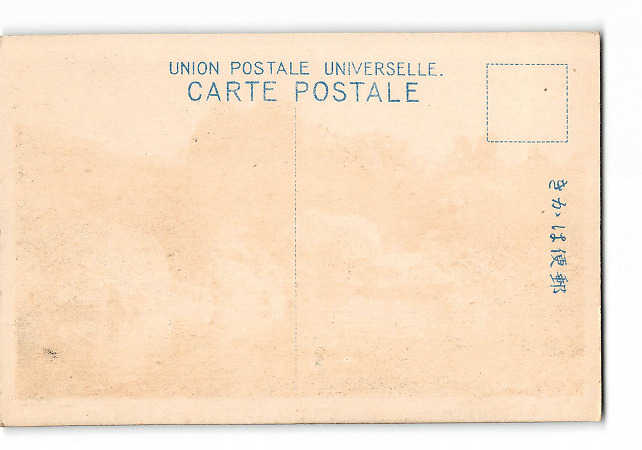 UNION POSTALE UNIVERSELLE.
CARTE POSTALE
郵便はかき